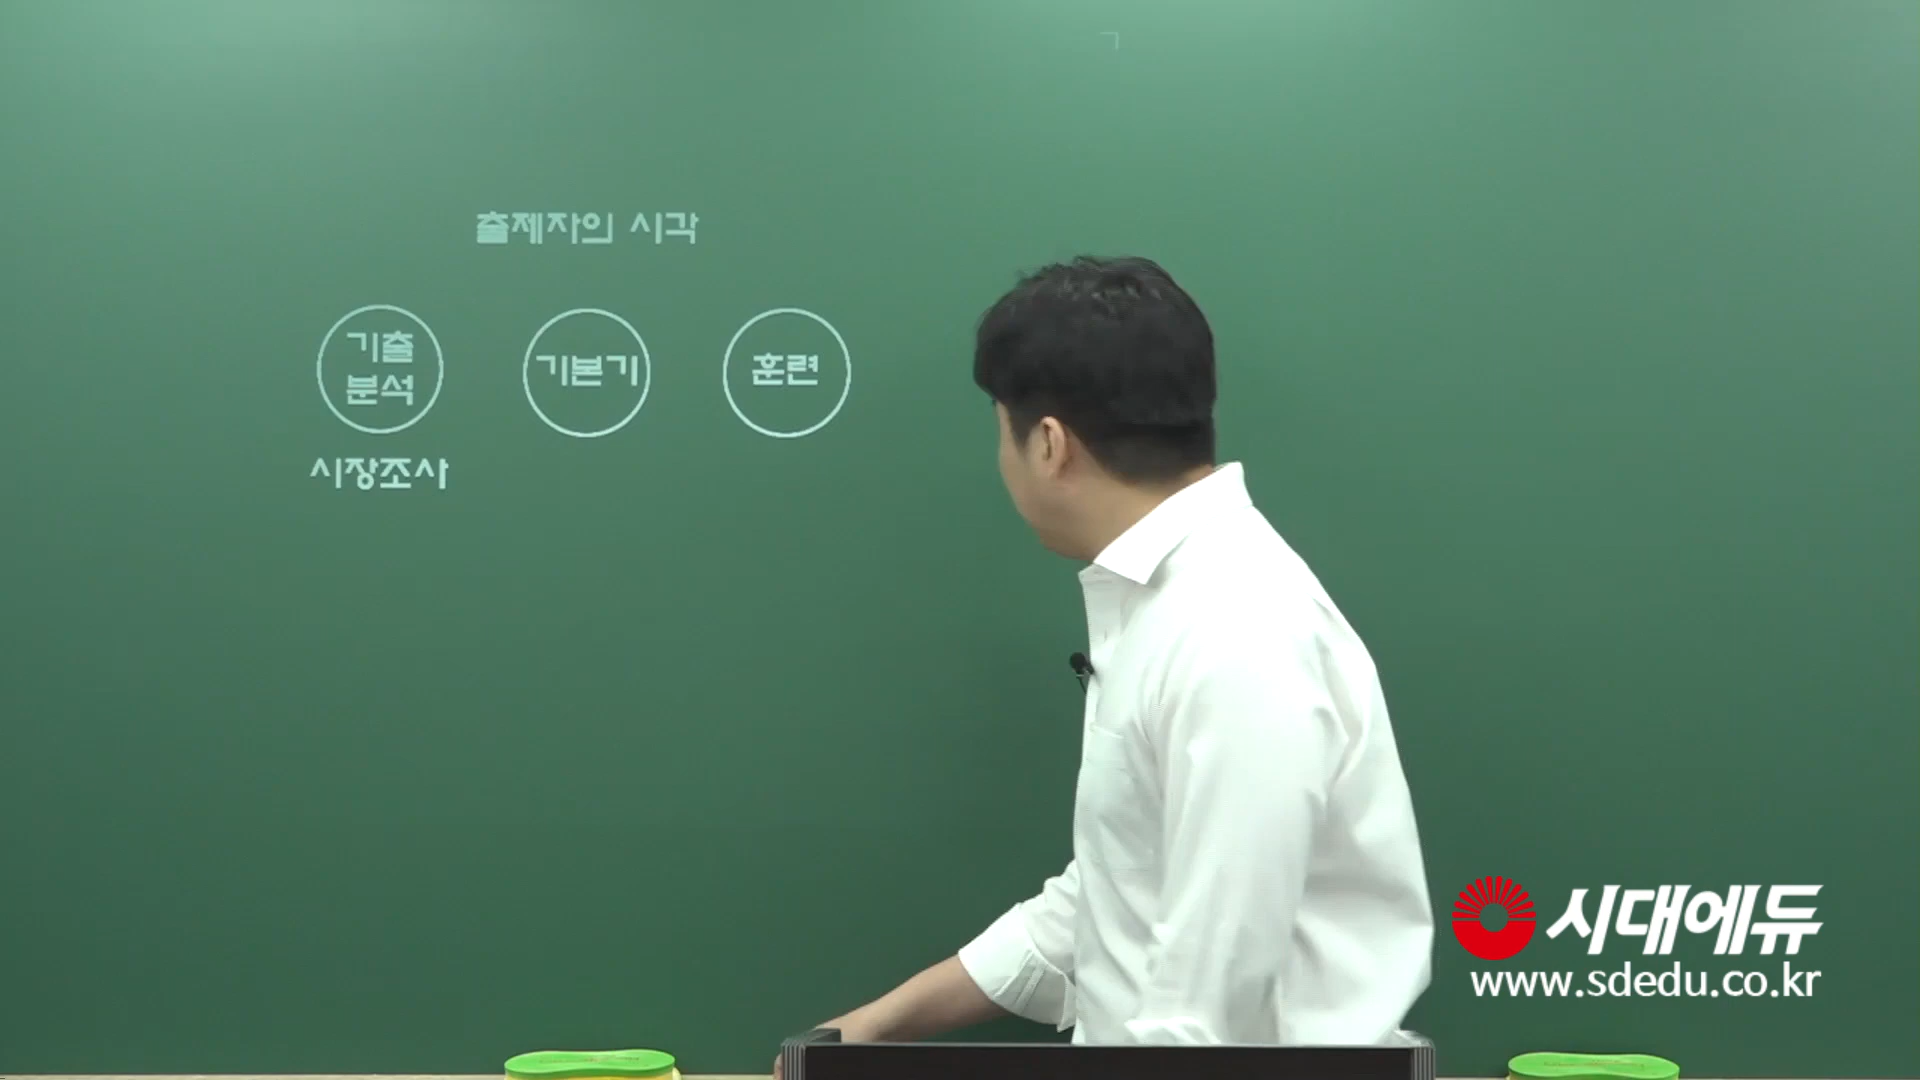 출제자의 시각
기출
분석
기본기
훈련
시장조사
시대에듀
www.sdedu.co.kr